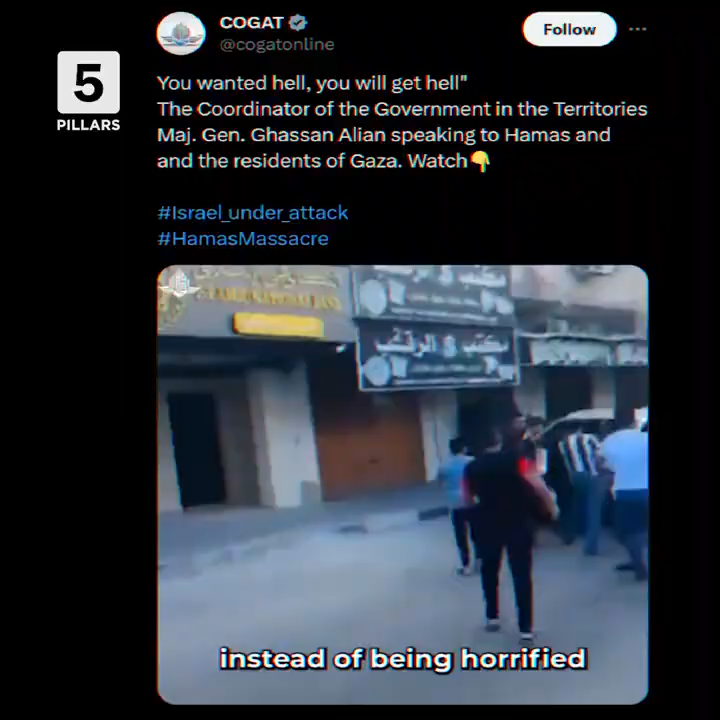 COGAT
@cogatonline
Follow
5
PILLARS
You wanted hell, you will get hell"
The Coordinator of the Government in the Territories
Maj. Gen. Ghassan Alian speaking to Hamas and
and the residents of Gaza. Watch👇
#Israel_under_attack
#HamasMassacre
instead of being horrified